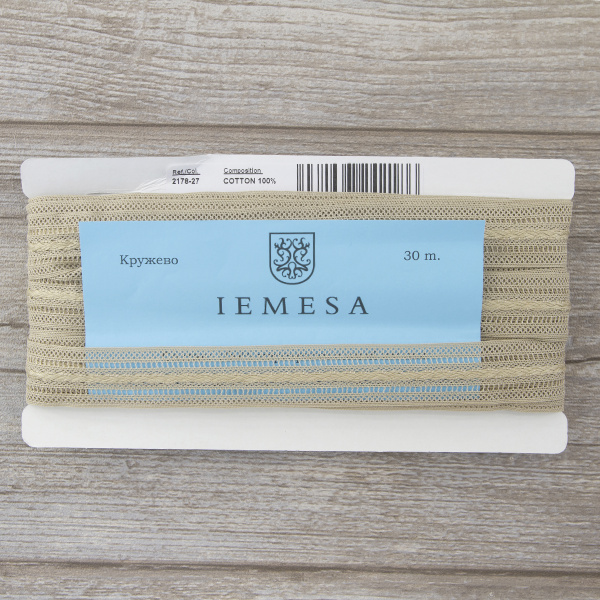 Ref./Col. Composition
2178-27 COTTON 100%
Кружево 30 m.
IEMESA